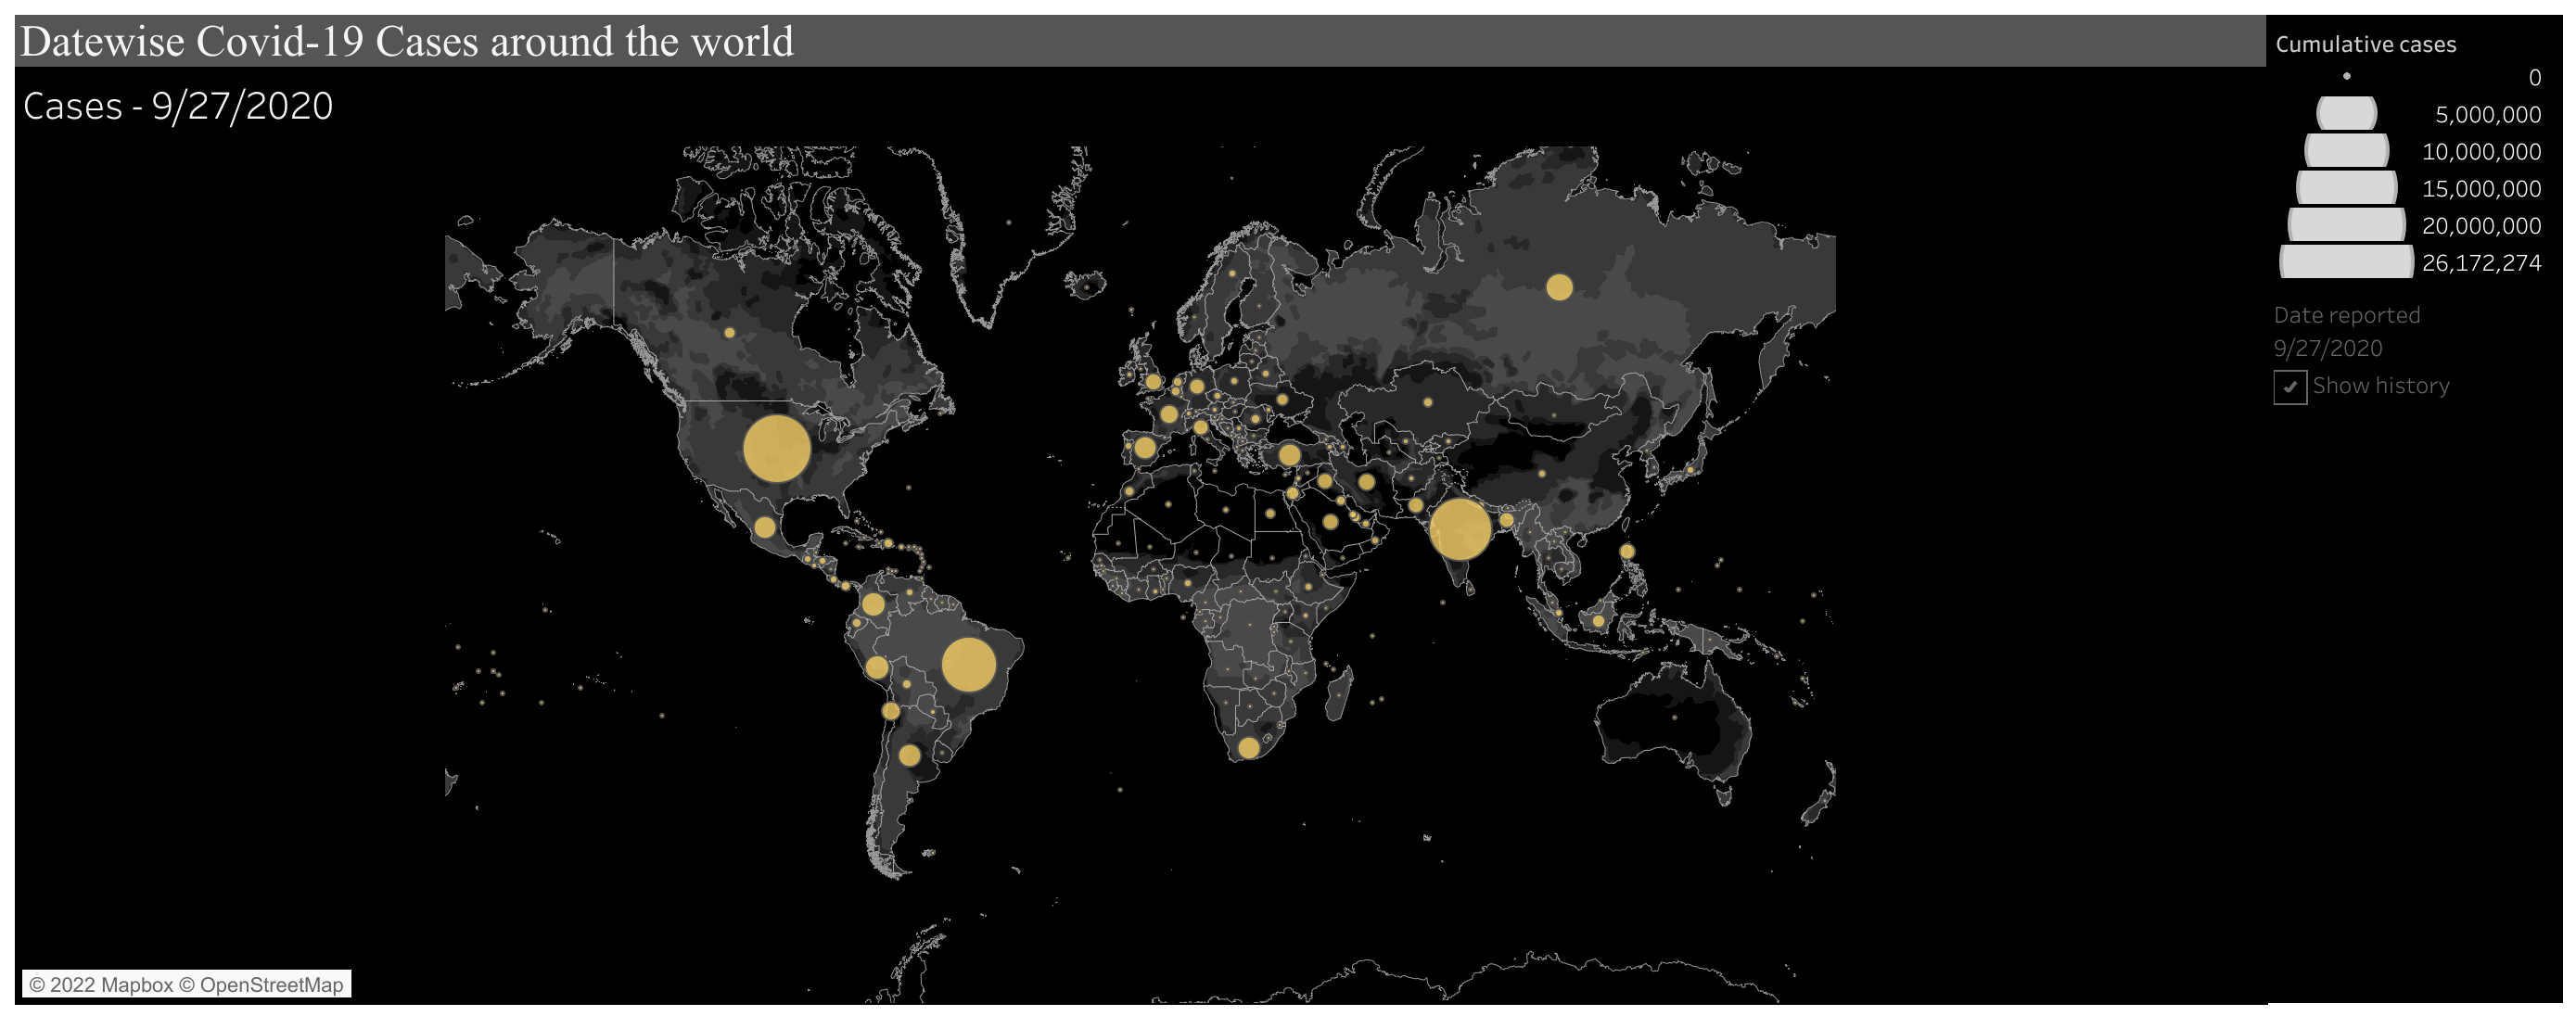 Datewise Covid-19 Cases around the world
Cases - 9/27/2020
Cumulative cases
0
5,000,000
10,000,000
15,000,000
20,000,000
26,172,274
Date reported
9/27/2020
Show history
© 2022 Mapbox © OpenStreetMap